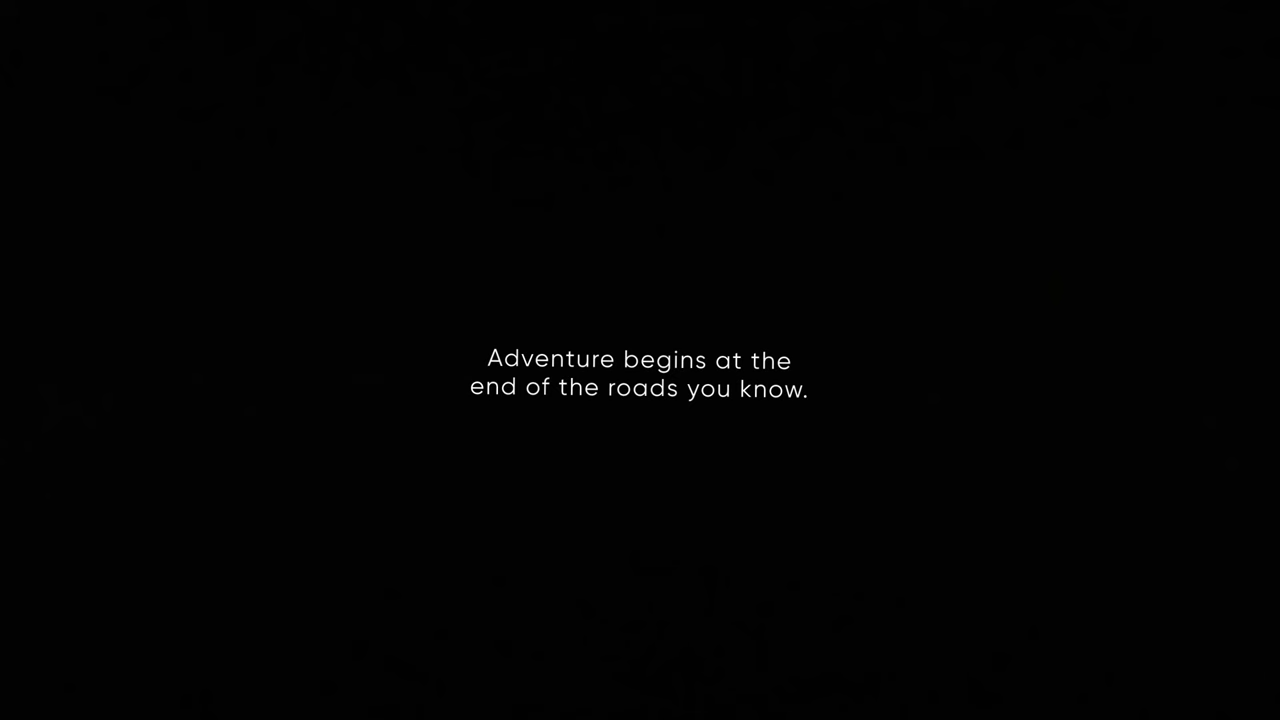 Adventure begins at the
end of the roads you know.